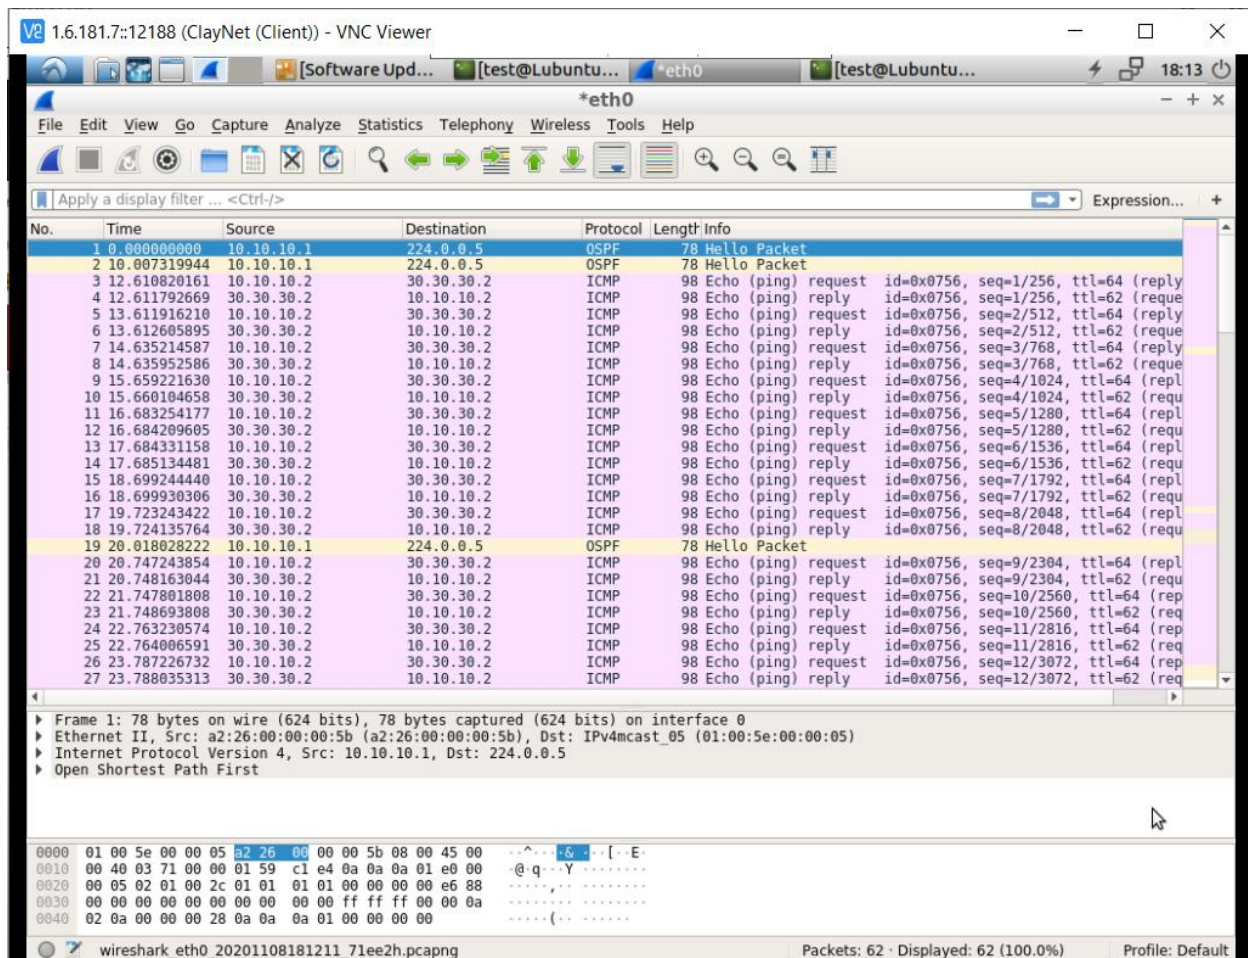 1.6.181.7::12188 (ClayNet (Client)) - VNC Viewer
[Software Upd... [test@Lubuntu... *eth0 [test@Lubuntu... 18:13
*eth0
File Edit View Go Capture Analyze Statistics Telephony Wireless Tools Help
Apply a display filter ... <Ctrl-/> Expression... +
No. Time Source Destination Protocol Length Info
1 0.000000000 10.10.10.1 224.0.0.5 OSPF 78 Hello Packet
2 10.007319944 10.10.10.1 224.0.0.5 OSPF 78 Hello Packet
3 12.610820161 10.10.10.2 30.30.30.2 ICMP 98 Echo (ping) request id=0x0756, seq=1/256, ttl=64 (reply
4 12.611792669 30.30.30.2 10.10.10.2 ICMP 98 Echo (ping) reply id=0x0756, seq=1/256, ttl=62 (reque
5 13.611916210 10.10.10.2 30.30.30.2 ICMP 98 Echo (ping) request id=0x0756, seq=2/512, ttl=64 (reply
6 13.612605895 30.30.30.2 10.10.10.2 ICMP 98 Echo (ping) reply id=0x0756, seq=2/512, ttl=62 (reque
7 14.635214587 10.10.10.2 30.30.30.2 ICMP 98 Echo (ping) request id=0x0756, seq=3/768, ttl=64 (reply
8 14.635952586 30.30.30.2 10.10.10.2 ICMP 98 Echo (ping) reply id=0x0756, seq=3/768, ttl=62 (reque
9 15.659221630 10.10.10.2 30.30.30.2 ICMP 98 Echo (ping) request id=0x0756, seq=4/1024, ttl=64 (repl
10 15.660104658 30.30.30.2 10.10.10.2 ICMP 98 Echo (ping) reply id=0x0756, seq=4/1024, ttl=62 (requ
11 16.683254177 10.10.10.2 30.30.30.2 ICMP 98 Echo (ping) request id=0x0756, seq=5/1280, ttl=64 (repl
12 16.684209605 30.30.30.2 10.10.10.2 ICMP 98 Echo (ping) reply id=0x0756, seq=5/1280, ttl=62 (requ
13 17.684331158 10.10.10.2 30.30.30.2 ICMP 98 Echo (ping) request id=0x0756, seq=6/1536, ttl=64 (repl
14 17.685134481 30.30.30.2 10.10.10.2 ICMP 98 Echo (ping) reply id=0x0756, seq=6/1536, ttl=62 (requ
15 18.699244440 10.10.10.2 30.30.30.2 ICMP 98 Echo (ping) request id=0x0756, seq=7/1792, ttl=64 (repl
16 18.699930306 30.30.30.2 10.10.10.2 ICMP 98 Echo (ping) reply id=0x0756, seq=7/1792, ttl=62 (requ
17 19.723243422 10.10.10.2 30.30.30.2 ICMP 98 Echo (ping) request id=0x0756, seq=8/2048, ttl=64 (repl
18 19.724135764 30.30.30.2 10.10.10.2 ICMP 98 Echo (ping) reply id=0x0756, seq=8/2048, ttl=62 (requ
19 20.018028222 10.10.10.1 224.0.0.5 OSPF 78 Hello Packet
20 20.747243854 10.10.10.2 30.30.30.2 ICMP 98 Echo (ping) request id=0x0756, seq=9/2304, ttl=64 (repl
21 20.748163044 30.30.30.2 10.10.10.2 ICMP 98 Echo (ping) reply id=0x0756, seq=9/2304, ttl=62 (requ
22 21.747801808 10.10.10.2 30.30.30.2 ICMP 98 Echo (ping) request id=0x0756, seq=10/2560, ttl=64 (rep
23 21.748693808 30.30.30.2 10.10.10.2 ICMP 98 Echo (ping) reply id=0x0756, seq=10/2560, ttl=62 (req
24 22.763230574 10.10.10.2 30.30.30.2 ICMP 98 Echo (ping) request id=0x0756, seq=11/2816, ttl=64 (rep
25 22.764006591 30.30.30.2 10.10.10.2 ICMP 98 Echo (ping) reply id=0x0756, seq=11/2816, ttl=62 (req
26 23.787226732 10.10.10.2 30.30.30.2 ICMP 98 Echo (ping) request id=0x0756, seq=12/3072, ttl=64 (rep
27 23.788035313 30.30.30.2 10.10.10.2 ICMP 98 Echo (ping) reply id=0x0756, seq=12/3072, ttl=62 (req
Frame 1: 78 bytes on wire (624 bits), 78 bytes captured (624 bits) on interface 0
Ethernet II, Src: a2:26:00:00:00:5b (a2:26:00:00:00:5b), Dst: IPv4mcast_05 (01:00:5e:00:00:05)
Internet Protocol Version 4, Src: 10.10.10.1, Dst: 224.0.0.5
Open Shortest Path First
0000 01 00 5e 00 00 05 a2 26 00 00 00 5b 08 00 45 00 ··^····& ···[··E·
0010 00 40 03 71 00 00 01 59 c1 e4 0a 0a 0a 01 e0 00 ·@·q···Y ········
0020 00 05 02 01 00 2c 01 01 01 01 00 00 00 00 e6 88 ·····,·· ········
0030 00 00 00 00 00 00 00 00 00 00 ff ff ff 00 00 0a ········ ········
0040 02 0a 00 00 00 28 0a 0a 0a 01 00 00 00 00 ·····(·· ······
wireshark_eth0_20201108181211_71ee2h.pcapng Packets: 62 · Displayed: 62 (100.0%) Profile: Default